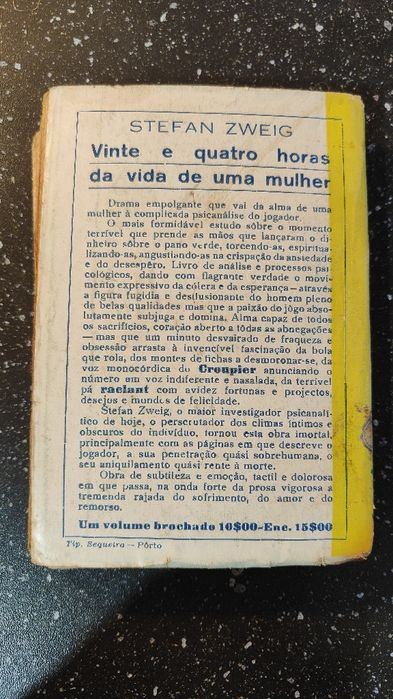 STEFAN ZWEIG
Vinte e quatro horas
da vida de uma mulher
Drama empolgante que vai da alma de uma
mulher à complicada psicanálise do jogador.
O mais formidável estudo sôbre o momento
terrível que prende as mãos que lançaram o di-
nheiro sôbre o pano verde, torcendo-as, espiritua-
lizando-as, angustiando-as na crispação da ansiedade
e do desespêro. Livro de análise e processos psi-
cológicos, dando com flagrante verdade o movi-
mento expressivo da cólera e da esperança — através
a figura fugidia e desilusionante do homem pleno
de belas qualidades mas que a paixão do jôgo abso-
lutamente subjuga e domina. Alma capaz de todos
os sacrifícios, coração aberto a tôdas as abnegações
— mas que um minuto desvairado de fraqueza e
obsessão arrasta à invencível fascinação da bola
que rola, dos montes de fichas a desmoronar-se, da
voz monocórdica do Croupier anunciando o
número em voz indiferente e nasalada, da terrível
pá raclant com avidez fortunas e projectos,
desejos e mundos de felicidade.
Stefan Zweig, o maior investigador psicanalí-
tico de hoje, o perscrutador dos climas íntimos e
obscuros do indivíduo, tornou esta obra imortal,
principalmente com as páginas em que descreve o
jogador, a sua penetração quási sobrehumana, o
seu aniquilamento quási rente à morte.
Obra de subtileza e emoção, tactil e dolorosa
em que passa, na onda forte da prosa vigorosa a
tremenda rajada do sofrimento, do amor e do
remorso.
Um volume brochado 10$00-Enc. 15$00
Tip. Sequeira — Pôrto